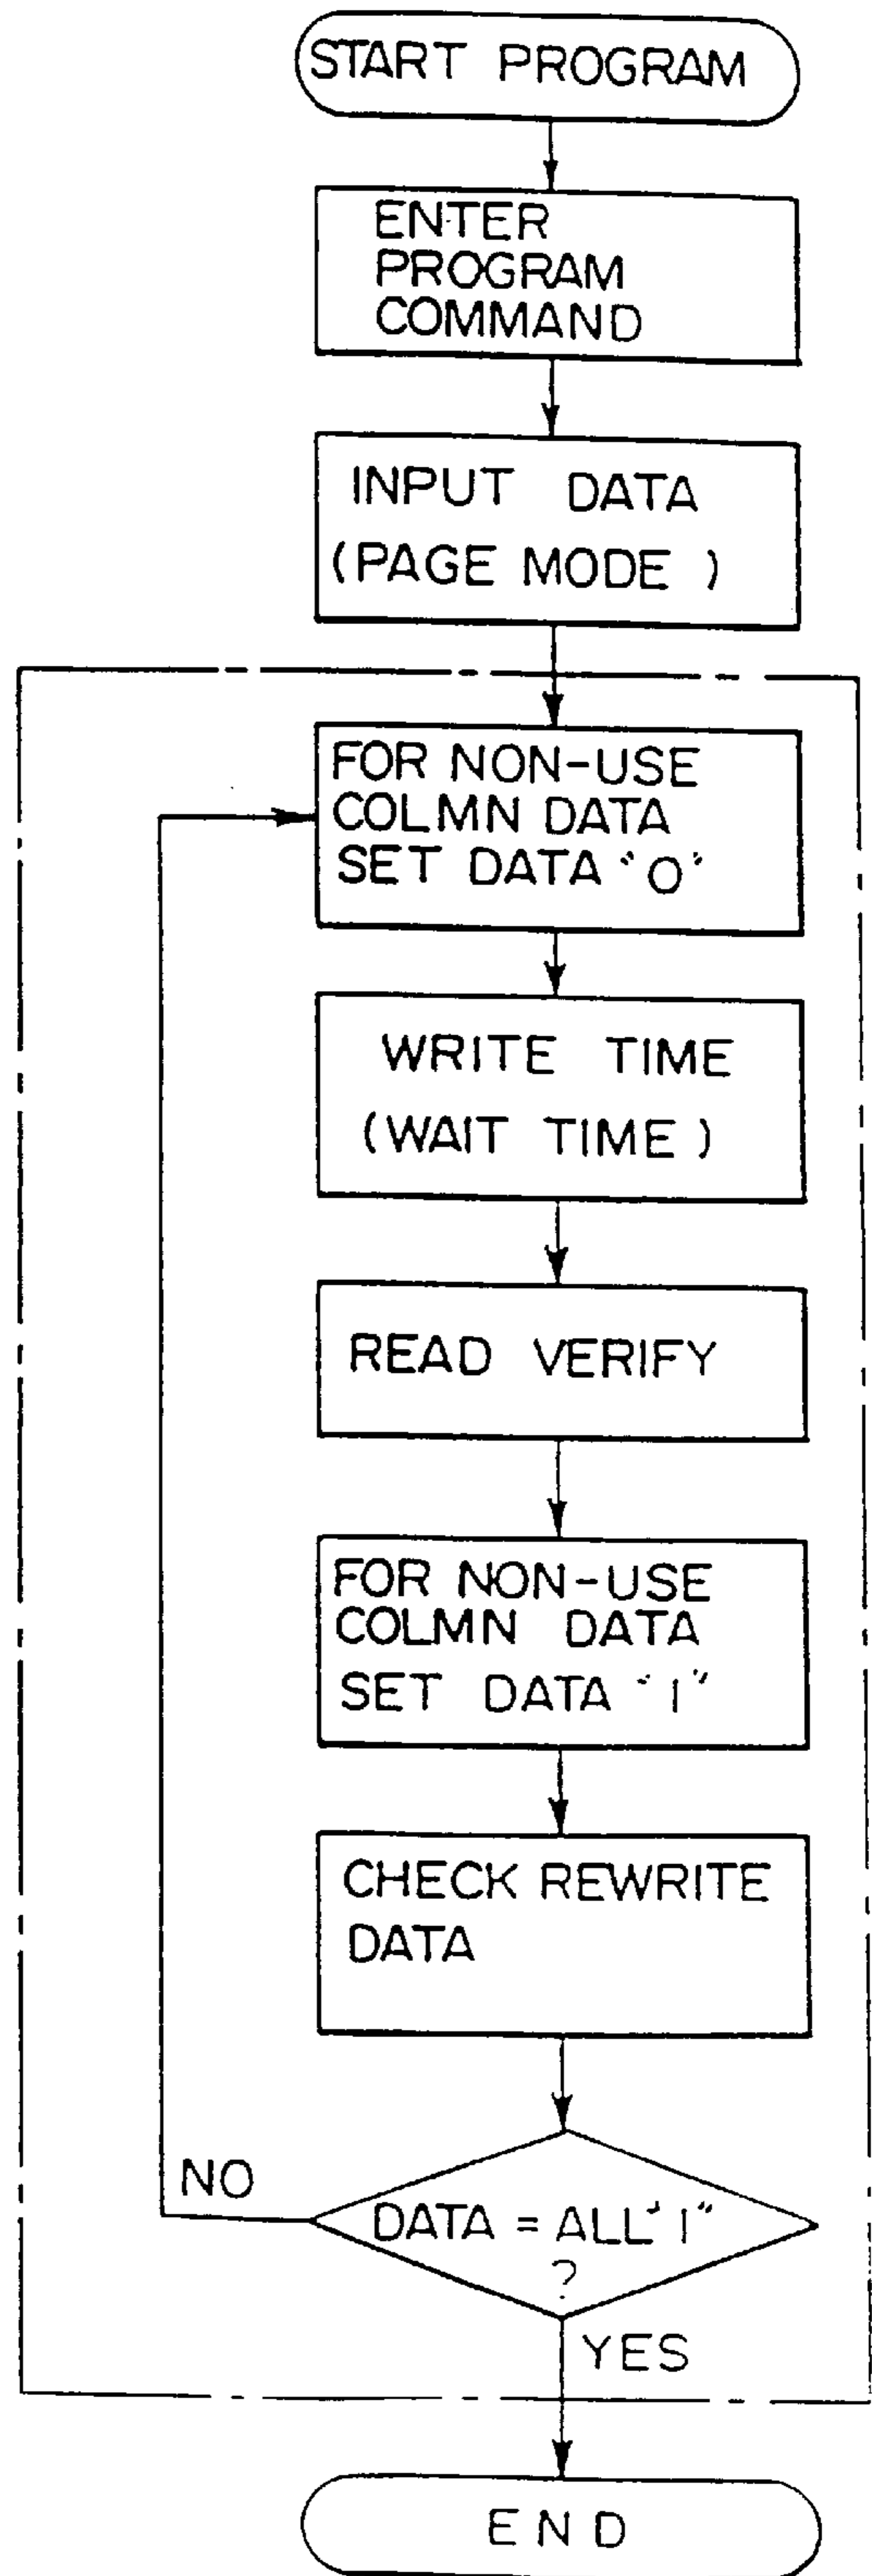 START PROGRAM
ENTER
PROGRAM
COMMAND
INPUT DATA
(PAGE MODE)
FOR NON-USE
COLMN DATA
SET DATA "0"
WRITE TIME
(WAIT TIME)
READ VERIFY
FOR NON-USE
COLMN DATA
SET DATA "1"
CHECK REWRITE
DATA
NO
DATA = ALL "1"
?
YES
END